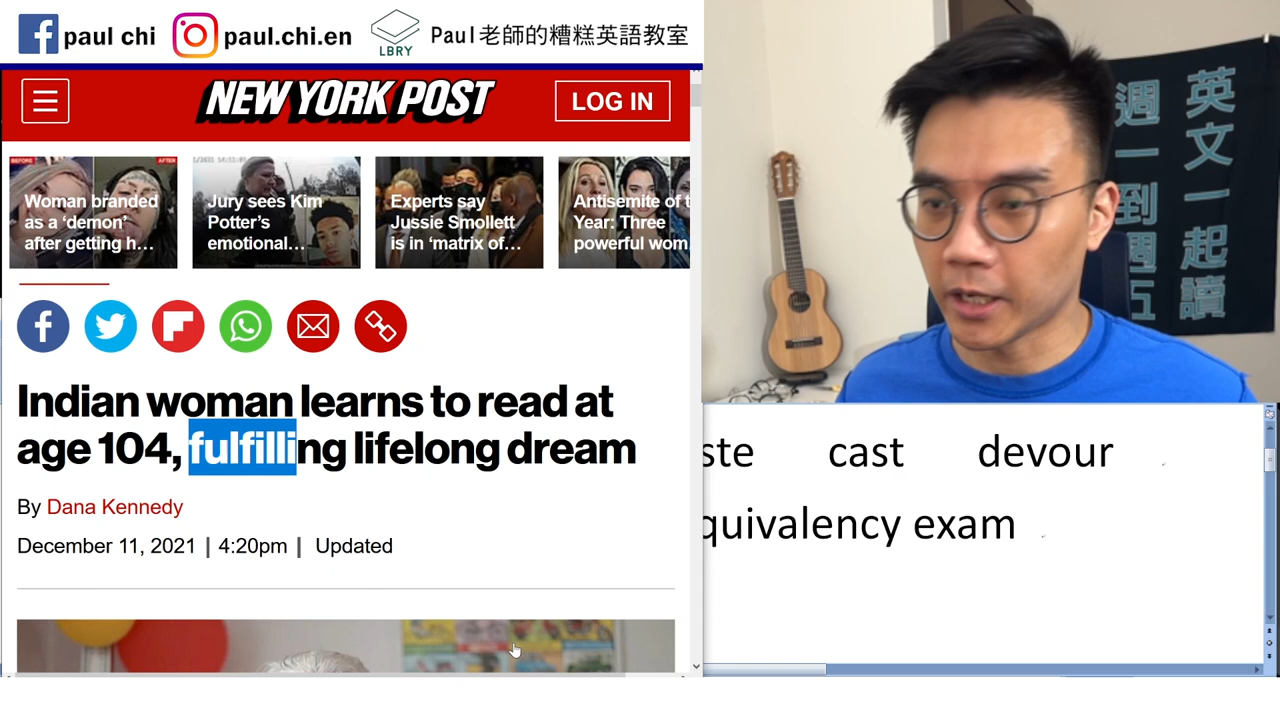 paul chi
paul.chi.en
LBRY
Paul老師的糟糕英語教室
NEW YORK POST
LOG IN
BEFORE
AFTER
Woman branded
as a ‘demon’
after getting h...
Jury sees Kim
Potter’s
emotional...
Experts say
Jussie Smollett
is in ‘matrix of...
Antisemite of t
Year: Three
powerful wom
Indian woman learns to read at
age 104, fulfilling lifelong dream
By Dana Kennedy
December 11, 2021 | 4:20pm | Updated
英文一起讀
週一到週五
ste cast devour
quivalency exam